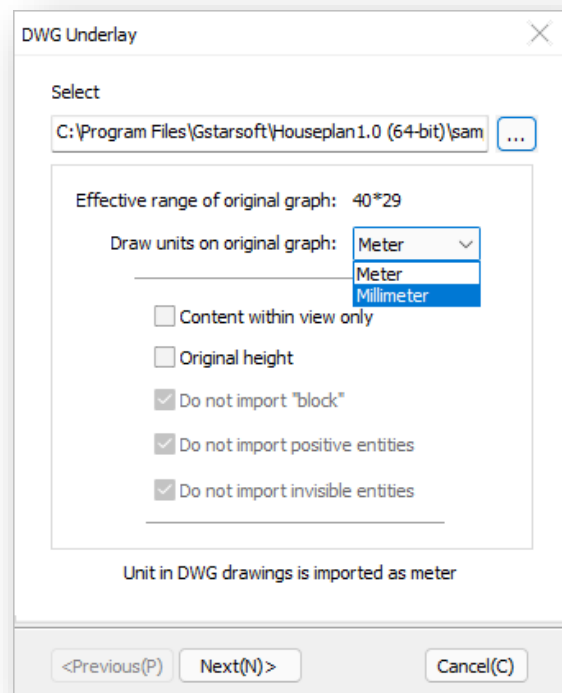 DWG Underlay
Select
C:\Program Files\Gstarsoft\Houseplan1.0 (64-bit)\sam
...
Effective range of original graph: 40*29
Draw units on original graph: Meter
Meter
Millimeter
Content within view only
Original height
Do not import "block"
Do not import positive entities
Do not import invisible entities
Unit in DWG drawings is imported as meter
<Previous(P) Next(N)> Cancel(C)